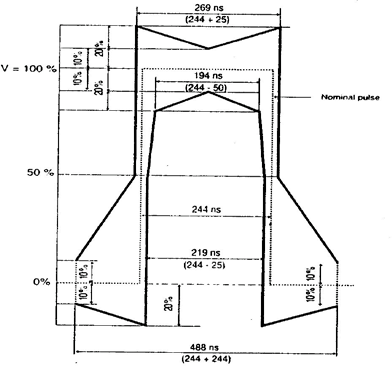 269 ns
(244 + 25)
20%
10%
V = 100 %
10%
20%
194 ns
(244 - 50)
Nominal pulse
50 %
244 ns
219 ns
(244 - 25)
10%
10%
0%
10%
10%
20%
488 ns
(244 + 244)